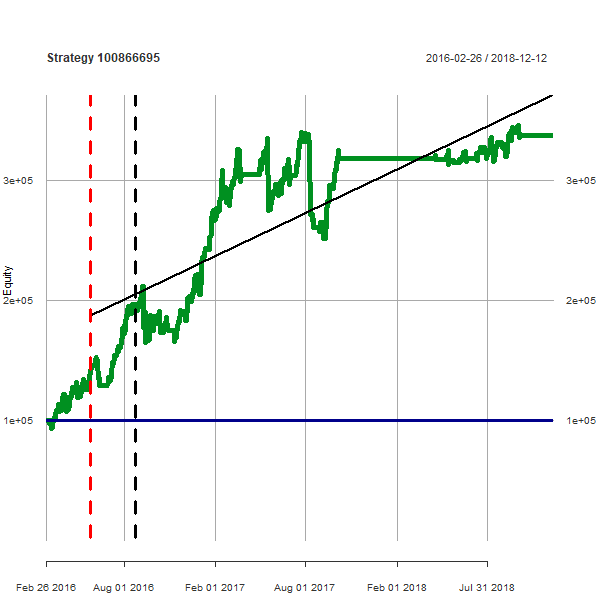 Strategy 100866695
2016-02-26 / 2018-12-12
3e+05
3e+05
Equity
2e+05
2e+05
1e+05
1e+05
Feb 26 2016
Aug 01 2016
Feb 01 2017
Aug 01 2017
Feb 01 2018
Jul 31 2018